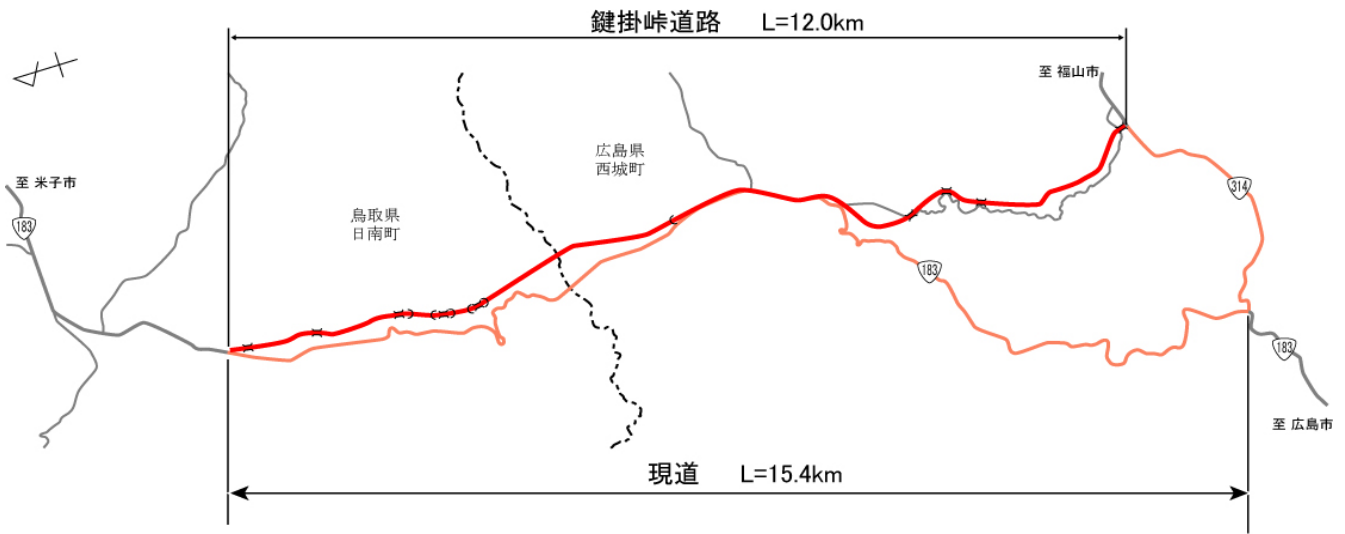 鍵掛峠道路 L=12.0km
至 福山市
広島県
西城町
至 米子市
183
鳥取県
日南町
314
183
183
至 広島市
現道 L=15.4km